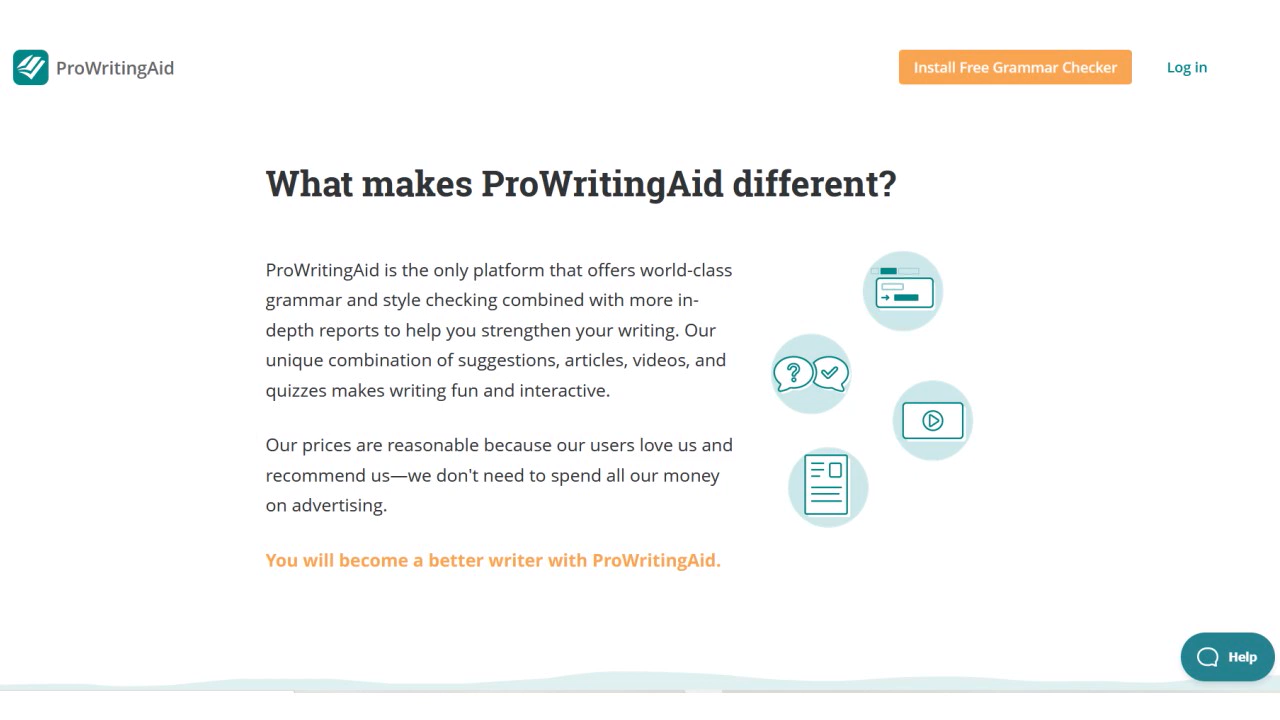 ProWritingAid
Install Free Grammar Checker
Log in
What makes ProWritingAid different?
ProWritingAid is the only platform that offers world-class
grammar and style checking combined with more in-
depth reports to help you strengthen your writing. Our
unique combination of suggestions, articles, videos, and
quizzes makes writing fun and interactive.
Our prices are reasonable because our users love us and
recommend us—we don't need to spend all our money
on advertising.
You will become a better writer with ProWritingAid.
Help